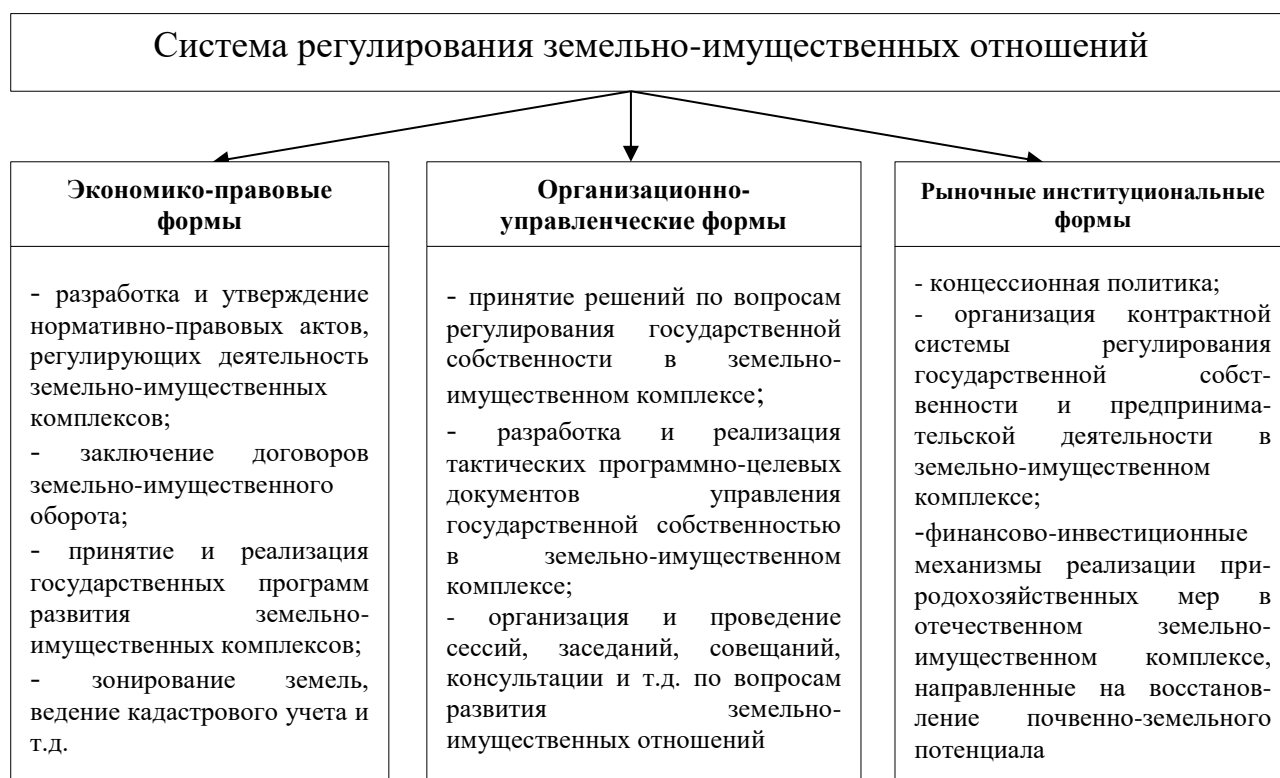 Система регулирования земельно-имущественных отношений
Экономико-правовые
формы
- разработка и утверждение
нормативно-правовых актов,
регулирующих деятельность
земельно-имущественных
комплексов;
- заключение договоров
земельно-имущественного
оборота;
- принятие и реализация
государственных программ
развития земельно-
имущественных комплексов;
- зонирование земель,
ведение кадастрового учета и
т.д.
Организационно-
управленческие формы
- принятие решений по вопросам
регулирования государственной
собственности в земельно-
имущественном комплексе;
- разработка и реализация
тактических программно-целевых
документов управления
государственной собственностью
в земельно-имущественном
комплексе;
- организация и проведение
сессий, заседаний, совещаний,
консультации и т.д. по вопросам
развития земельно-
имущественных отношений
Рыночные институциональные
формы
- концессионная политика;
- организация контрактной
системы регулирования
государственной собст-
венности и предпринима-
тельской деятельности в
земельно-имущественном
комплексе;
-финансово-инвестиционные
механизмы реализации при-
родохозяйственных мер в
отечественном земельно-
имущественном комплексе,
направленные на восстанов-
ление почвенно-земельного
потенциала